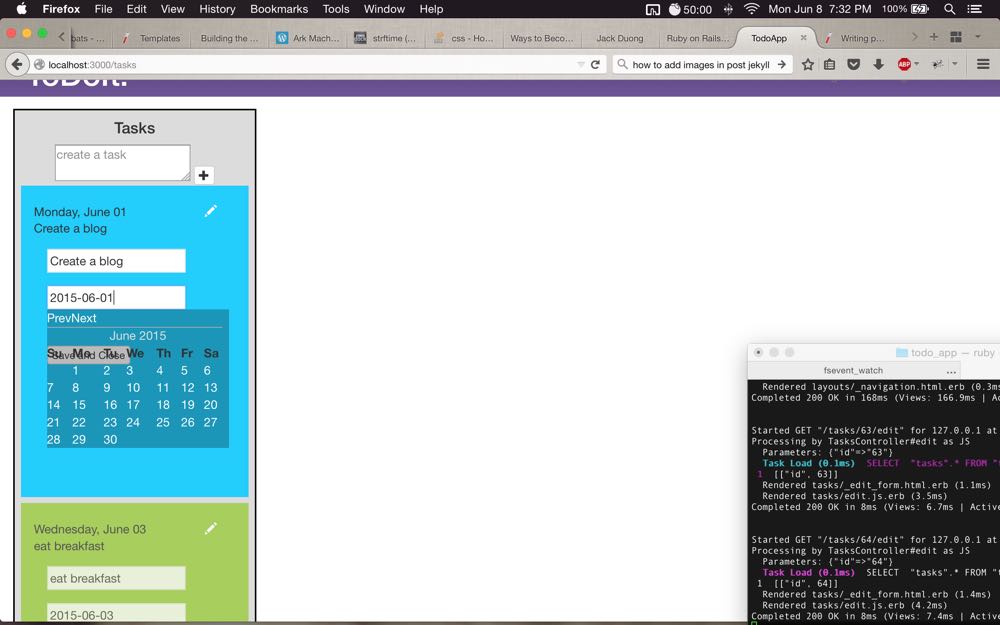 Firefox File Edit View History Bookmarks Tools Window Help 50:00 Mon Jun 8 7:32 PM 100%
bats - ... Templates Building the ... Ark Mach... strftime (... css - Ho... Ways to Beco... Jack Duong Ruby on Rails... TodoApp Writing p...
localhost:3000/tasks how to add images in post jekyll ABP
Tasks
create a task
Monday, June 01
Create a blog
Create a blog
2015-06-01
PrevNext
June 2015
Su Mo Tu We Th Fr Sa
Save and Close
1 2 3 4 5 6
7 8 9 10 11 12 13
14 15 16 17 18 19 20
21 22 23 24 25 26 27
28 29 30
Wednesday, June 03
eat breakfast
eat breakfast
2015-06-03
todo_app — ruby
fsevent_watch ...
Rendered layouts/_navigation.html.erb (0.3ms
Completed 200 OK in 168ms (Views: 166.9ms | Ac
Started GET "/tasks/63/edit" for 127.0.0.1 at
Processing by TasksController#edit as JS
Parameters: {"id"=>"63"}
Task Load (0.1ms) SELECT "tasks".* FROM "t
1 [["id", 63]]
Rendered tasks/_edit_form.html.erb (1.1ms)
Rendered tasks/edit.js.erb (3.5ms)
Completed 200 OK in 8ms (Views: 6.7ms | Active
Started GET "/tasks/64/edit" for 127.0.0.1 at
Processing by TasksController#edit as JS
Parameters: {"id"=>"64"}
Task Load (0.1ms) SELECT "tasks".* FROM "t
1 [["id", 64]]
Rendered tasks/_edit_form.html.erb (1.4ms)
Rendered tasks/edit.js.erb (4.2ms)
Completed 200 OK in 8ms (Views: 7.4ms | Active